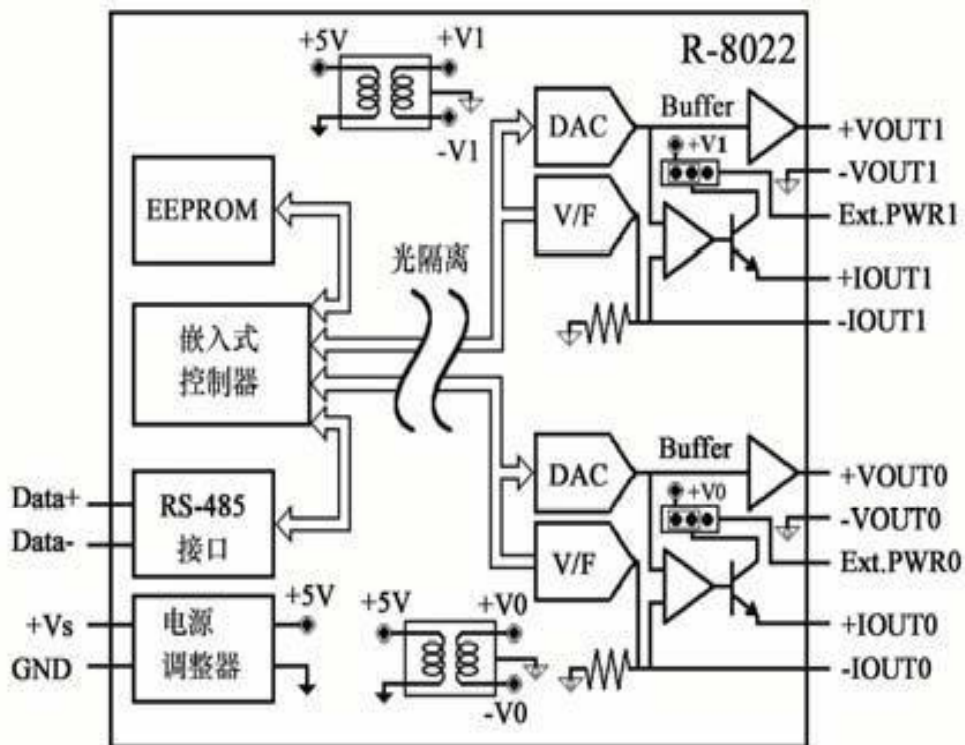 R-8022
+5V
+V1
-V1
EEPROM
嵌入式
控制器
光隔离
RS-485
接口
Data+
Data-
电源
调整器
+Vs
GND
+5V
DAC
V/F
Buffer
+V1
+VOUT1
-VOUT1
Ext.PWR1
+IOUT1
-IOUT1
DAC
V/F
Buffer
+V0
+VOUT0
-VOUT0
Ext.PWR0
+IOUT0
-IOUT0
+5V
+V0
-V0